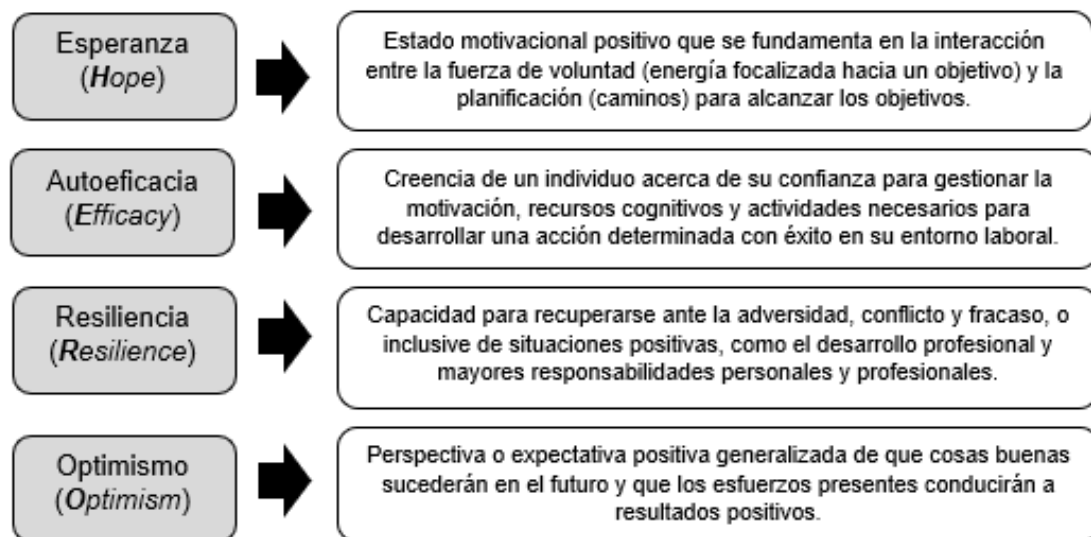 Esperanza
(Hope)
Estado motivacional positivo que se fundamenta en la interacción
entre la fuerza de voluntad (energía focalizada hacia un objetivo) y la
planificación (caminos) para alcanzar los objetivos.
Autoeficacia
(Efficacy)
Creencia de un individuo acerca de su confianza para gestionar la
motivación, recursos cognitivos y actividades necesarios para
desarrollar una acción determinada con éxito en su entorno laboral.
Resiliencia
(Resilience)
Capacidad para recuperarse ante la adversidad, conflicto y fracaso, o
inclusive de situaciones positivas, como el desarrollo profesional y
mayores responsabilidades personales y profesionales.
Optimismo
(Optimism)
Perspectiva o expectativa positiva generalizada de que cosas buenas
sucederán en el futuro y que los esfuerzos presentes conducirán a
resultados positivos.